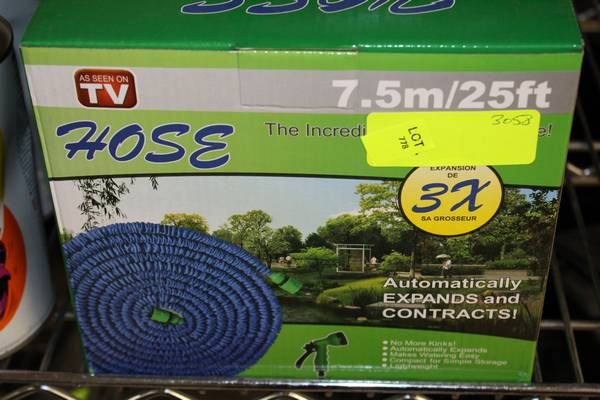 AS SEEN ON
TV
7.5m/25ft
HOSE
The Incredi
e!
LOT
778
3058
EXPANSION
DE
3X
SA GROSSEUR
Automatically
EXPANDS and
CONTRACTS!
• No More Kinks!
• Automatically Expands
• Makes Watering Easy
• Compact for Simple Storage
• Lightweight